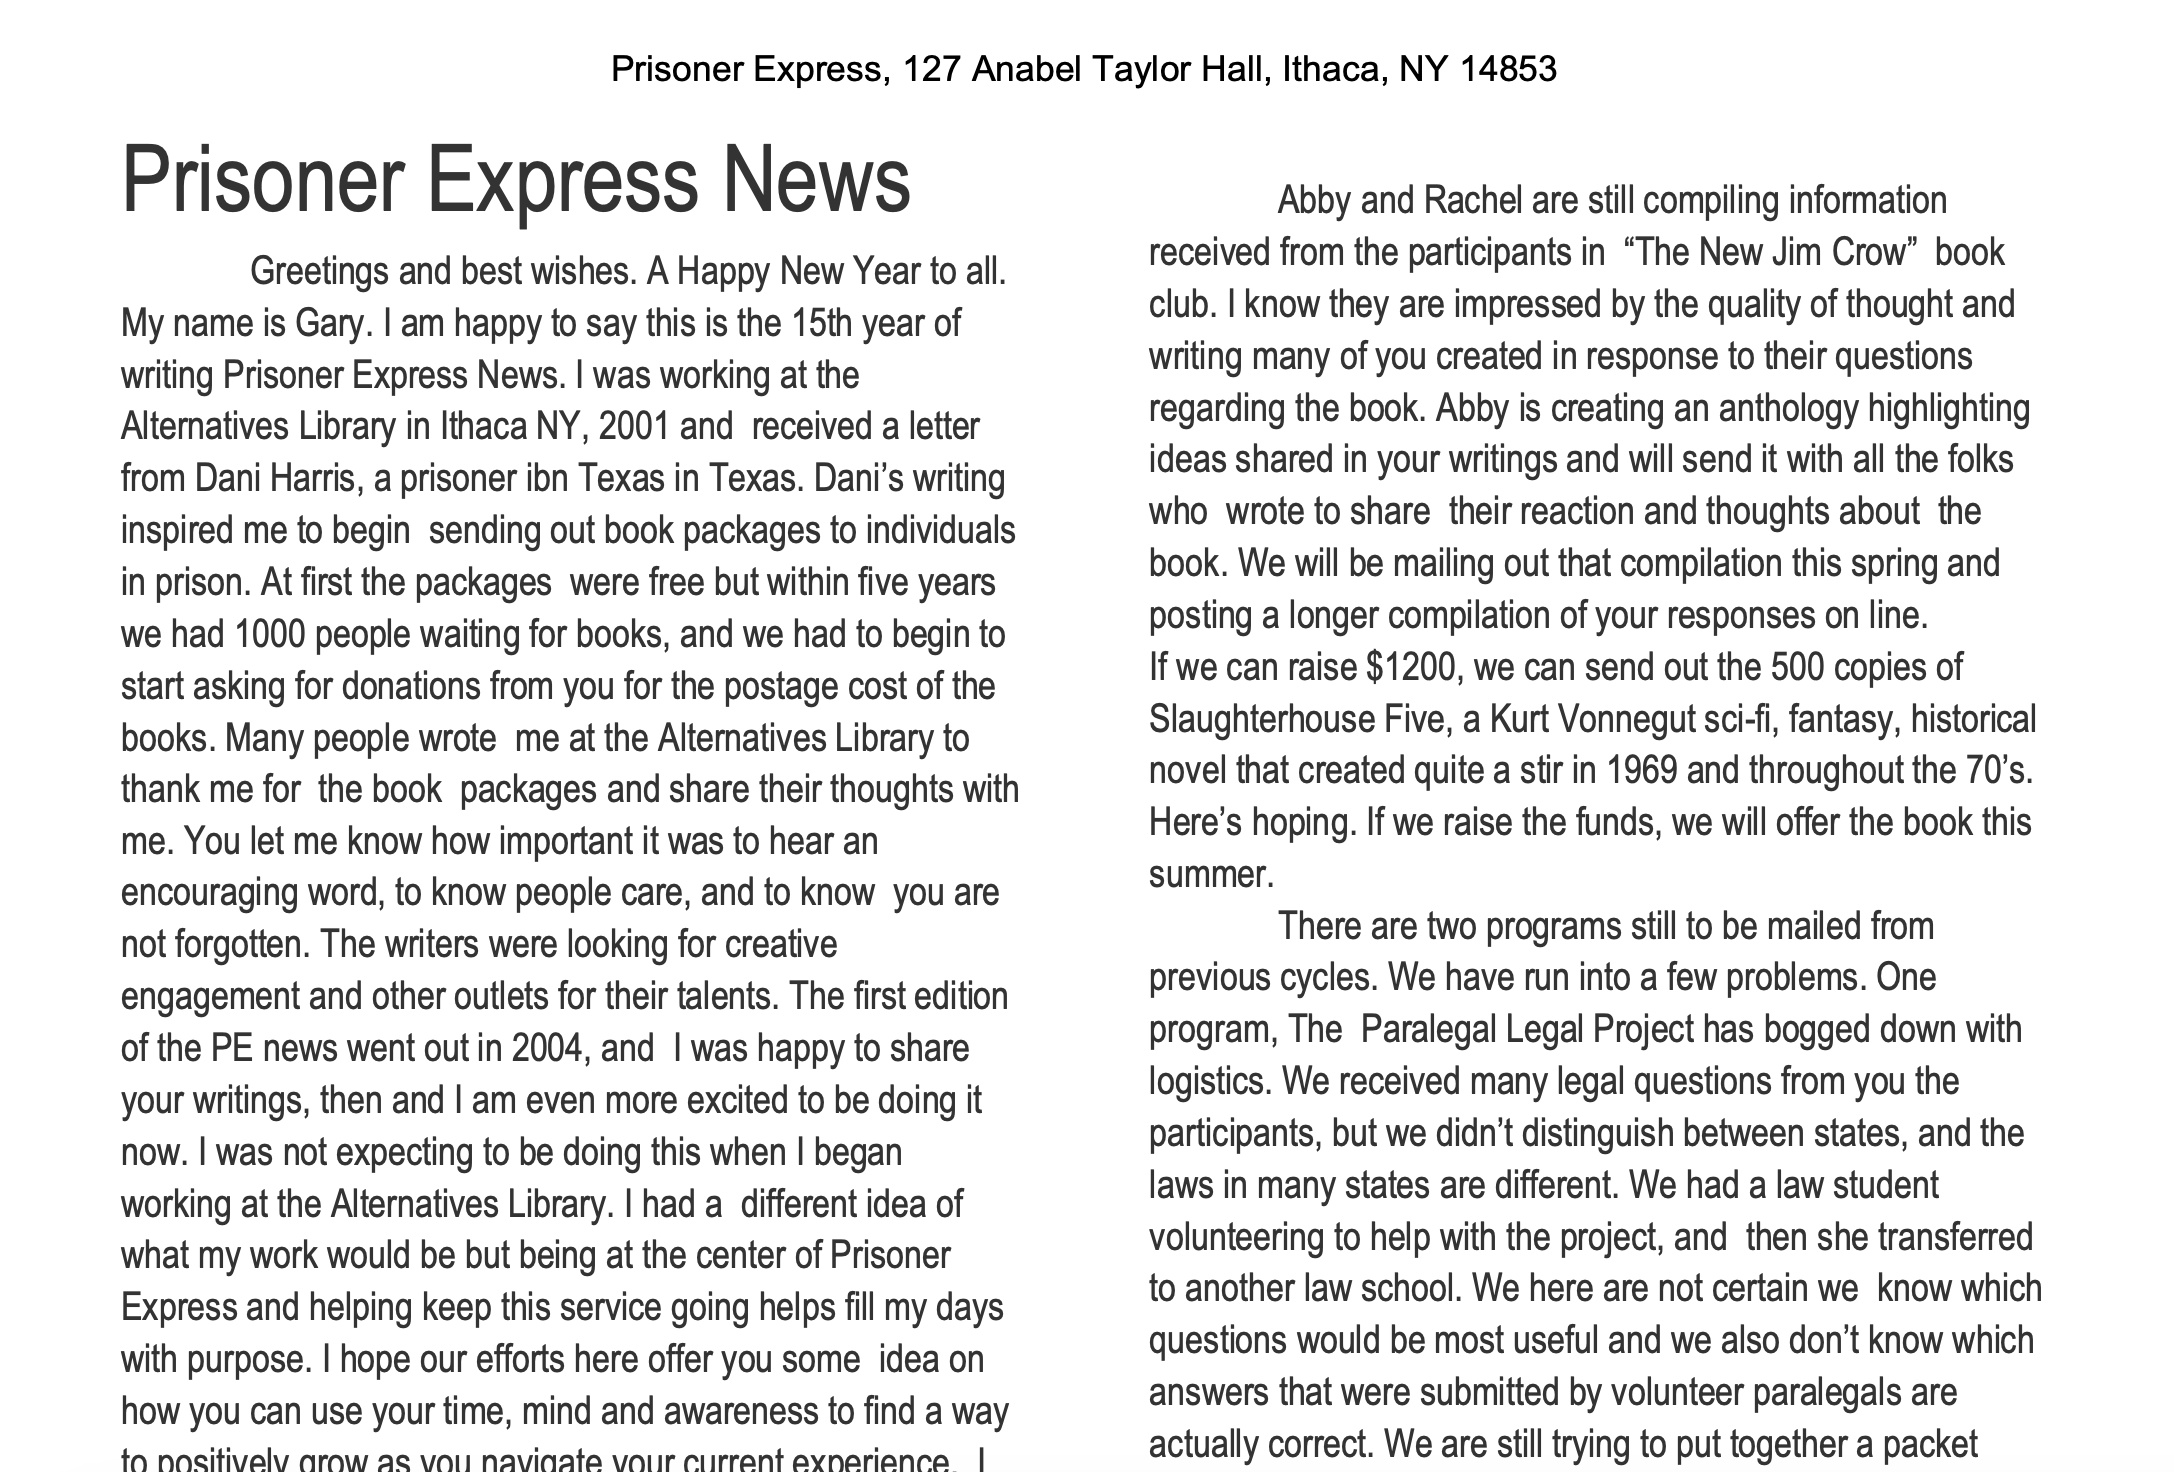 Prisoner Express, 127 Anabel Taylor Hall, Ithaca, NY 14853
Prisoner Express News
Greetings and best wishes. A Happy New Year to all.
My name is Gary. I am happy to say this is the 15th year of
writing Prisoner Express News. I was working at the
Alternatives Library in Ithaca NY, 2001 and  received a letter
from Dani Harris, a prisoner ibn Texas in Texas. Dani’s writing
inspired me to begin  sending out book packages to individuals
in prison. At first the packages  were free but within five years
we had 1000 people waiting for books, and we had to begin to
start asking for donations from you for the postage cost of the
books. Many people wrote  me at the Alternatives Library to
thank me for  the book  packages and share their thoughts with
me. You let me know how important it was to hear an
encouraging word, to know people care, and to know  you are
not forgotten. The writers were looking for creative
engagement and other outlets for their talents. The first edition
of the PE news went out in 2004, and  I was happy to share
your writings, then and I am even more excited to be doing it
now. I was not expecting to be doing this when I began
working at the Alternatives Library. I had a  different idea of
what my work would be but being at the center of Prisoner
Express and helping keep this service going helps fill my days
with purpose. I hope our efforts here offer you some  idea on
how you can use your time, mind and awareness to find a way
to positively grow as you navigate your current experience.  I
Abby and Rachel are still compiling information
received from the participants in  “The New Jim Crow”  book
club. I know they are impressed by the quality of thought and
writing many of you created in response to their questions
regarding the book. Abby is creating an anthology highlighting
ideas shared in your writings and will send it with all the folks
who  wrote to share  their reaction and thoughts about  the
book. We will be mailing out that compilation this spring and
posting a longer compilation of your responses on line.
If we can raise $1200, we can send out the 500 copies of
Slaughterhouse Five, a Kurt Vonnegut sci-fi, fantasy, historical
novel that created quite a stir in 1969 and throughout the 70’s.
Here’s hoping. If we raise the funds, we will offer the book this
summer.
There are two programs still to be mailed from
previous cycles. We have run into a few problems. One
program, The  Paralegal Legal Project has bogged down with
logistics. We received many legal questions from you the
participants, but we didn’t distinguish between states, and the
laws in many states are different. We had a law student
volunteering to help with the project, and  then she transferred
to another law school. We here are not certain we  know which
questions would be most useful and we also don’t know which
answers that were submitted by volunteer paralegals are
actually correct. We are still trying to put together a packet